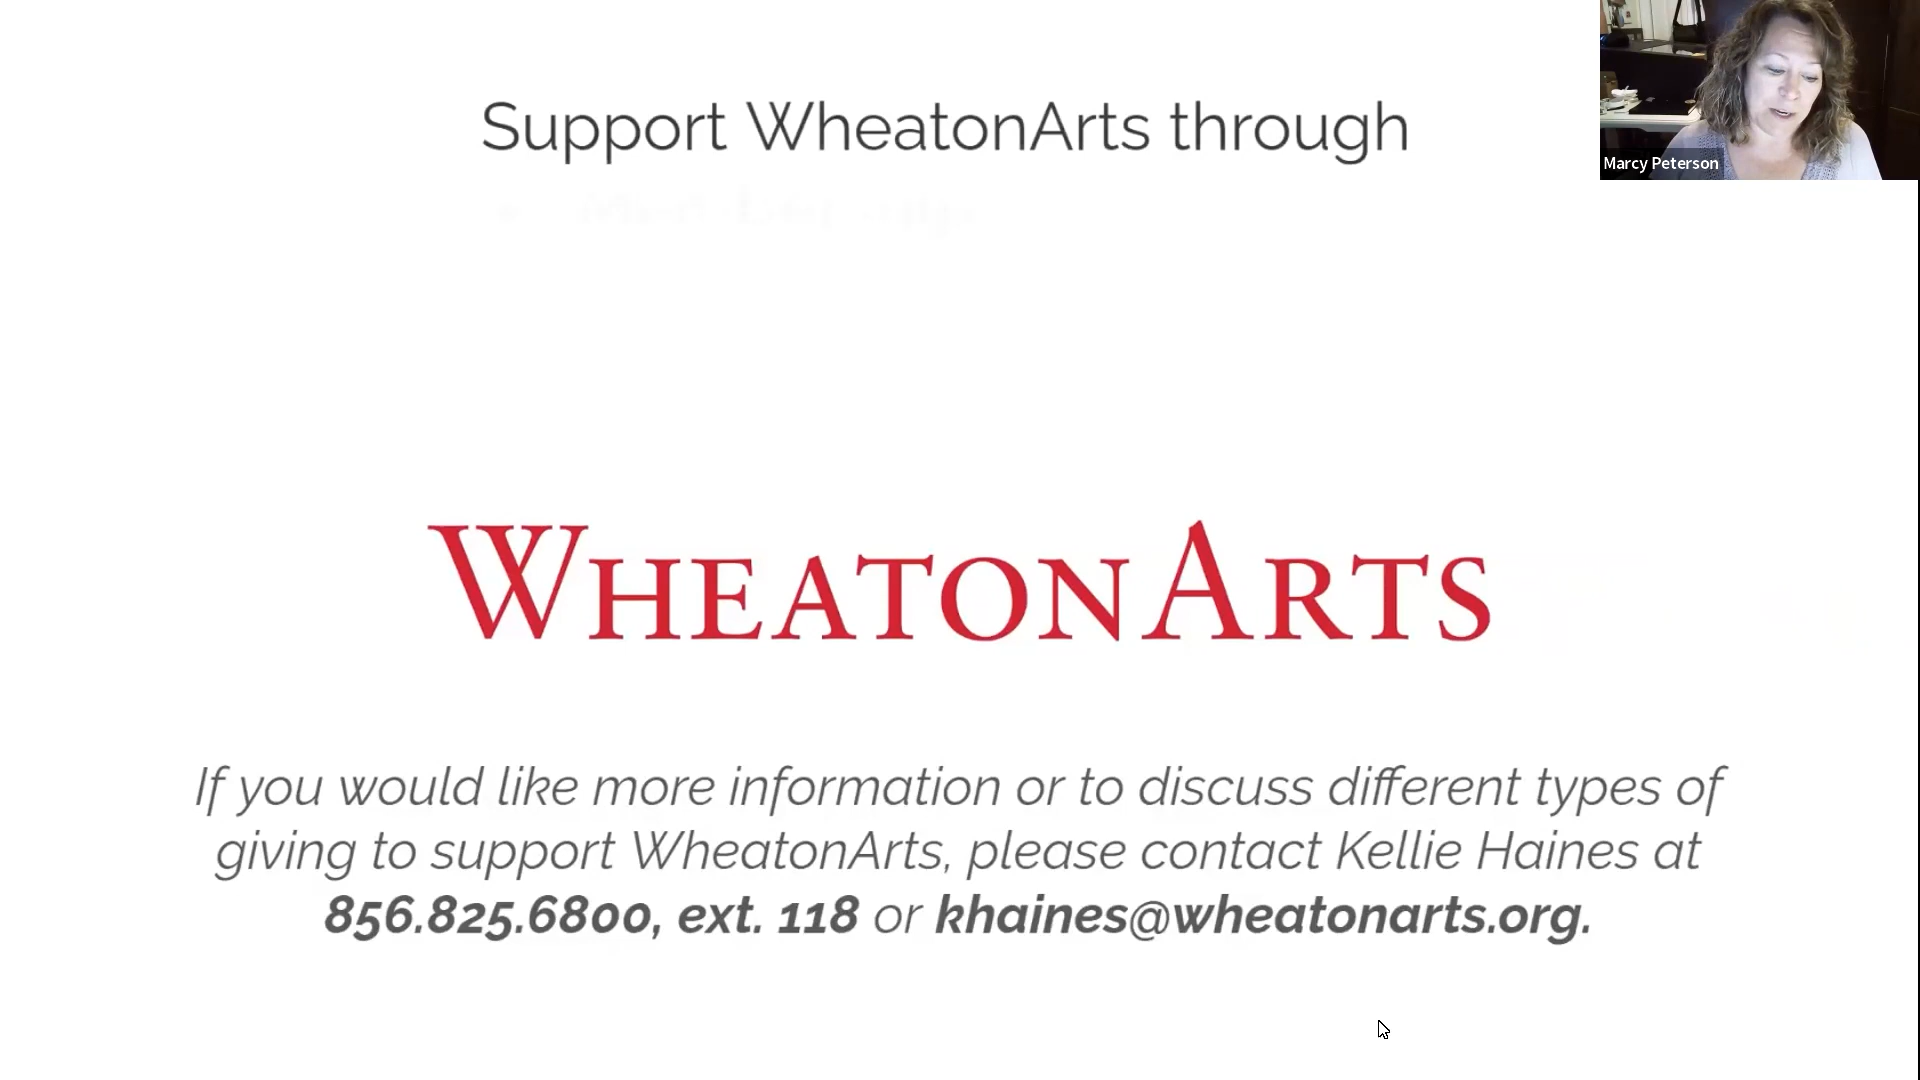 Support WheatonArts through
Marcy Peterson
WHEATONARTS
If you would like more information or to discuss different types of
giving to support WheatonArts, please contact Kellie Haines at
856.825.6800, ext. 118 or khaines@wheatonarts.org.